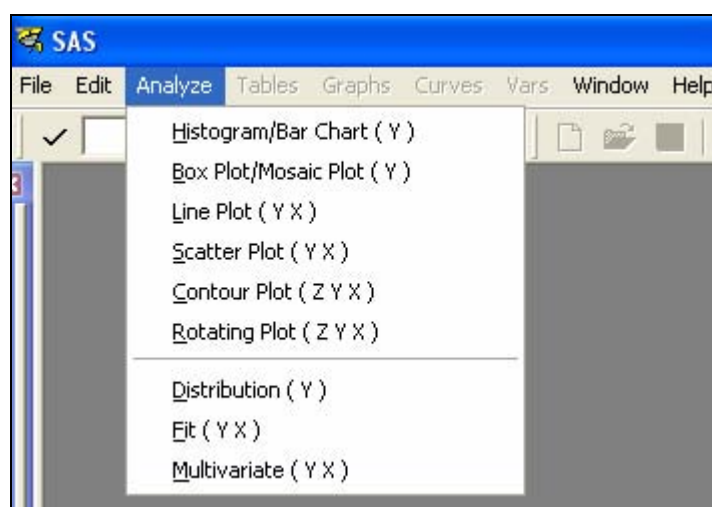 SAS
File Edit Analyze Tables Graphs Curves Vars Window Help
Histogram/Bar Chart ( Y )
Box Plot/Mosaic Plot ( Y )
Line Plot ( Y X )
Scatter Plot ( Y X )
Contour Plot ( Z Y X )
Rotating Plot ( Z Y X )
Distribution ( Y )
Fit ( Y X )
Multivariate ( Y X )